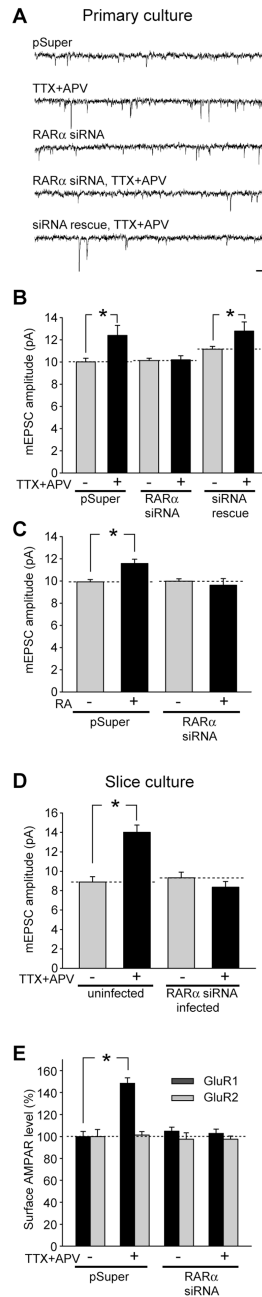 A Primary culture
pSuper
TTX+APV
RARα siRNA
RARα siRNA, TTX+APV
siRNA rescue, TTX+APV
B
mEPSC amplitude (pA)
14
12
10
8
6
4
2
0
* *
TTX+APV - + - + - +
pSuper RARα siRNA siRNA rescue
C
mEPSC amplitude (pA)
14
12
10
8
6
4
2
0
*
RA - + - +
pSuper RARα siRNA
D Slice culture
mEPSC amplitude (pA)
16
14
12
10
8
6
4
2
0
*
TTX+APV - + - +
uninfected RARα siRNA infected
E
Surface AMPAR level (%)
160
140
120
100
80
60
40
20
0
*
GluR1
GluR2
TTX+APV - + - +
pSuper RARα siRNA